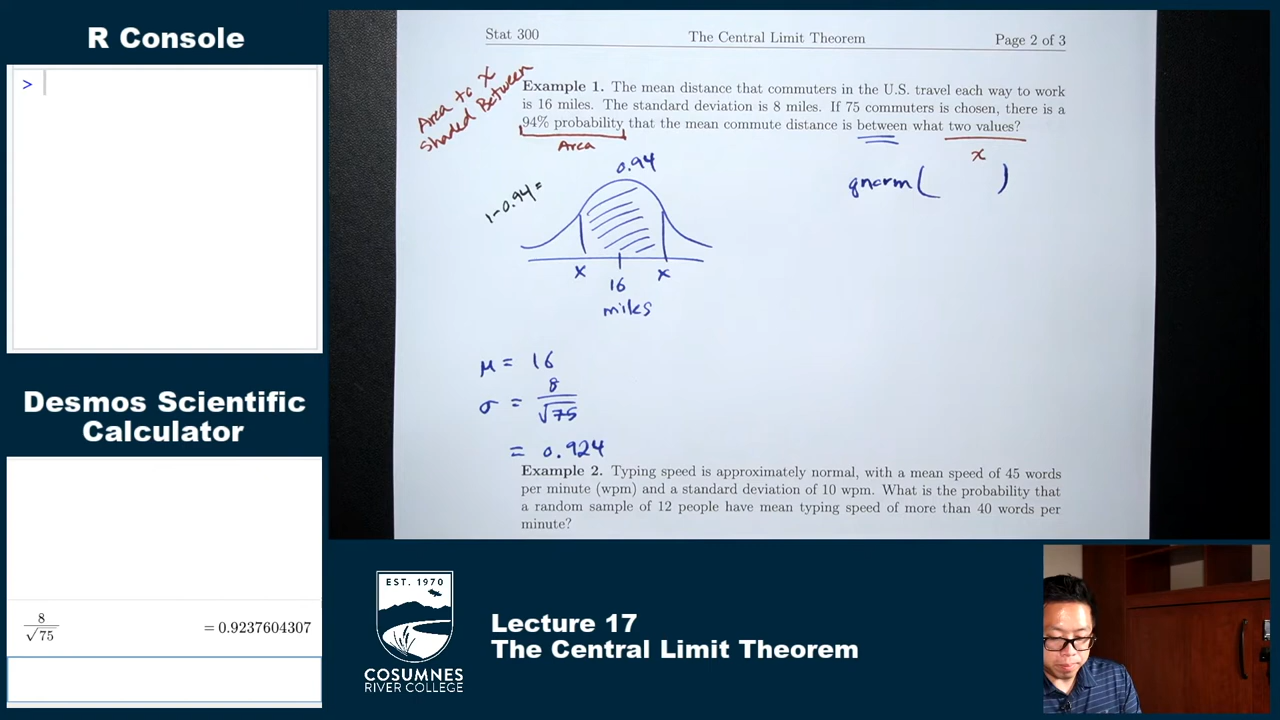 R Console
>
Stat 300 The Central Limit Theorem Page 2 of 3
Area to x
Shaded Between
Example 1. The mean distance that commuters in the U.S. travel each way to work
is 16 miles. The standard deviation is 8 miles. If 75 commuters is chosen, there is a
94% probability that the mean commute distance is between what two values?
Area
x
0.94
1-0.94=
qnorm( )
x
16
x
miles
μ = 16
σ = 8/√75
= 0.924
Example 2. Typing speed is approximately normal, with a mean speed of 45 words
per minute (wpm) and a standard deviation of 10 wpm. What is the probability that
a random sample of 12 people have mean typing speed of more than 40 words per
minute?
Desmos Scientific
Calculator
8/√75 = 0.9237604307
EST. 1970
COSUMNES
RIVER COLLEGE
Lecture 17
The Central Limit Theorem